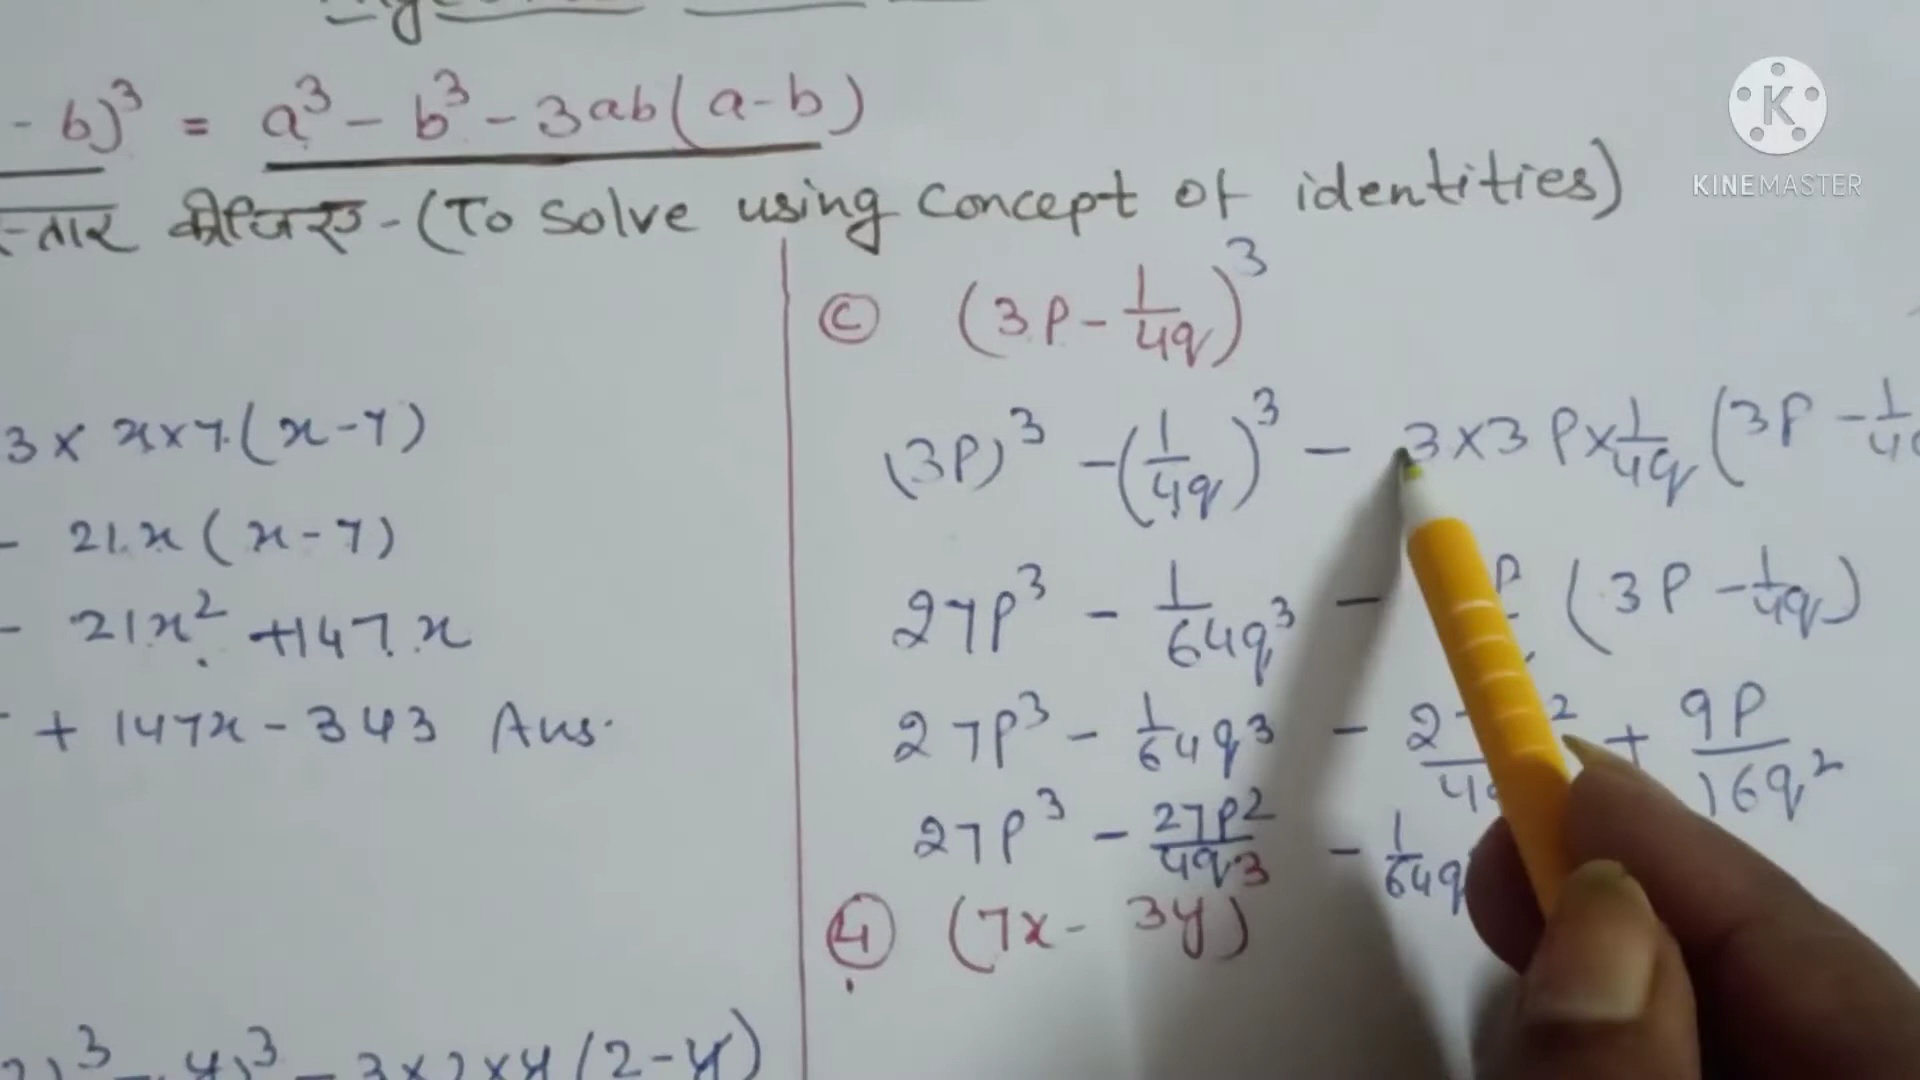 - b)³ = a³ - b³ - 3ab(a-b)
कीजिए - (To Solve using Concept of identities)
3 × x × 7 (x - 7)
- 21x (x - 7)
- 21x² + 147x
+ 147x - 343 Ans.
(C) (3P - 1/4q)³
(3P)³ - (1/4q)³ - 3×3P×1/4q (3P - 1/4q
27P³ - 1/64q³ - (3P - 1/4q)
27P³ - 1/64q³ - + 9P/16q²
27P³ - 27P²/4q3 - 1/64q
(4) (7x - 3y)³
- 3×2×y (2-y)
KINEMASTER